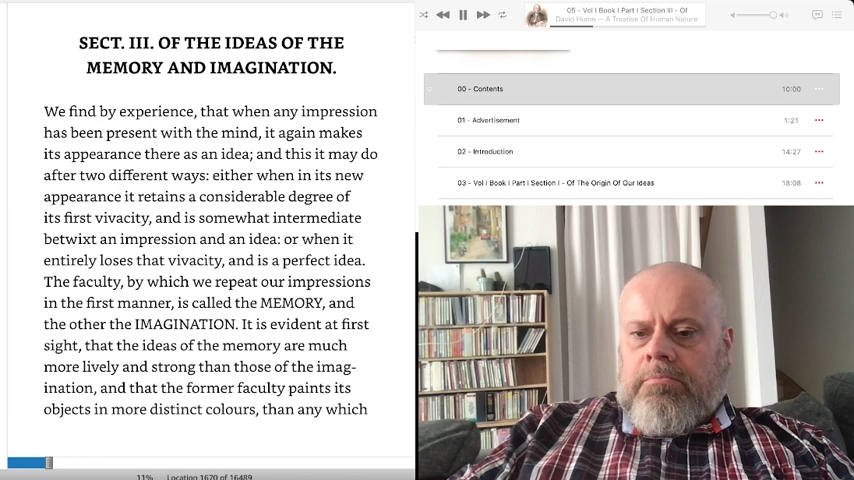 SECT. III. OF THE IDEAS OF THE
MEMORY AND IMAGINATION.
We find by experience, that when any impression
has been present with the mind, it again makes
its appearance there as an idea; and this it may do
after two different ways: either when in its new
appearance it retains a considerable degree of
its first vivacity, and is somewhat intermediate
betwixt an impression and an idea: or when it
entirely loses that vivacity, and is a perfect idea.
The faculty, by which we repeat our impressions
in the first manner, is called the MEMORY, and
the other the IMAGINATION. It is evident at first
sight, that the ideas of the memory are much
more lively and strong than those of the imag-
ination, and that the former faculty paints its
objects in more distinct colours, than any which
11% Location 1670 of 16489
05 - Vol I Book I Part I Section III - Of
David Hume — A Treatise Of Human Nature
00 - Contents 10:00
01 - Advertisement 1:21
02 - Introduction 14:27
03 - Vol I Book I Part I Section I - Of The Origin Of Our Ideas 18:08